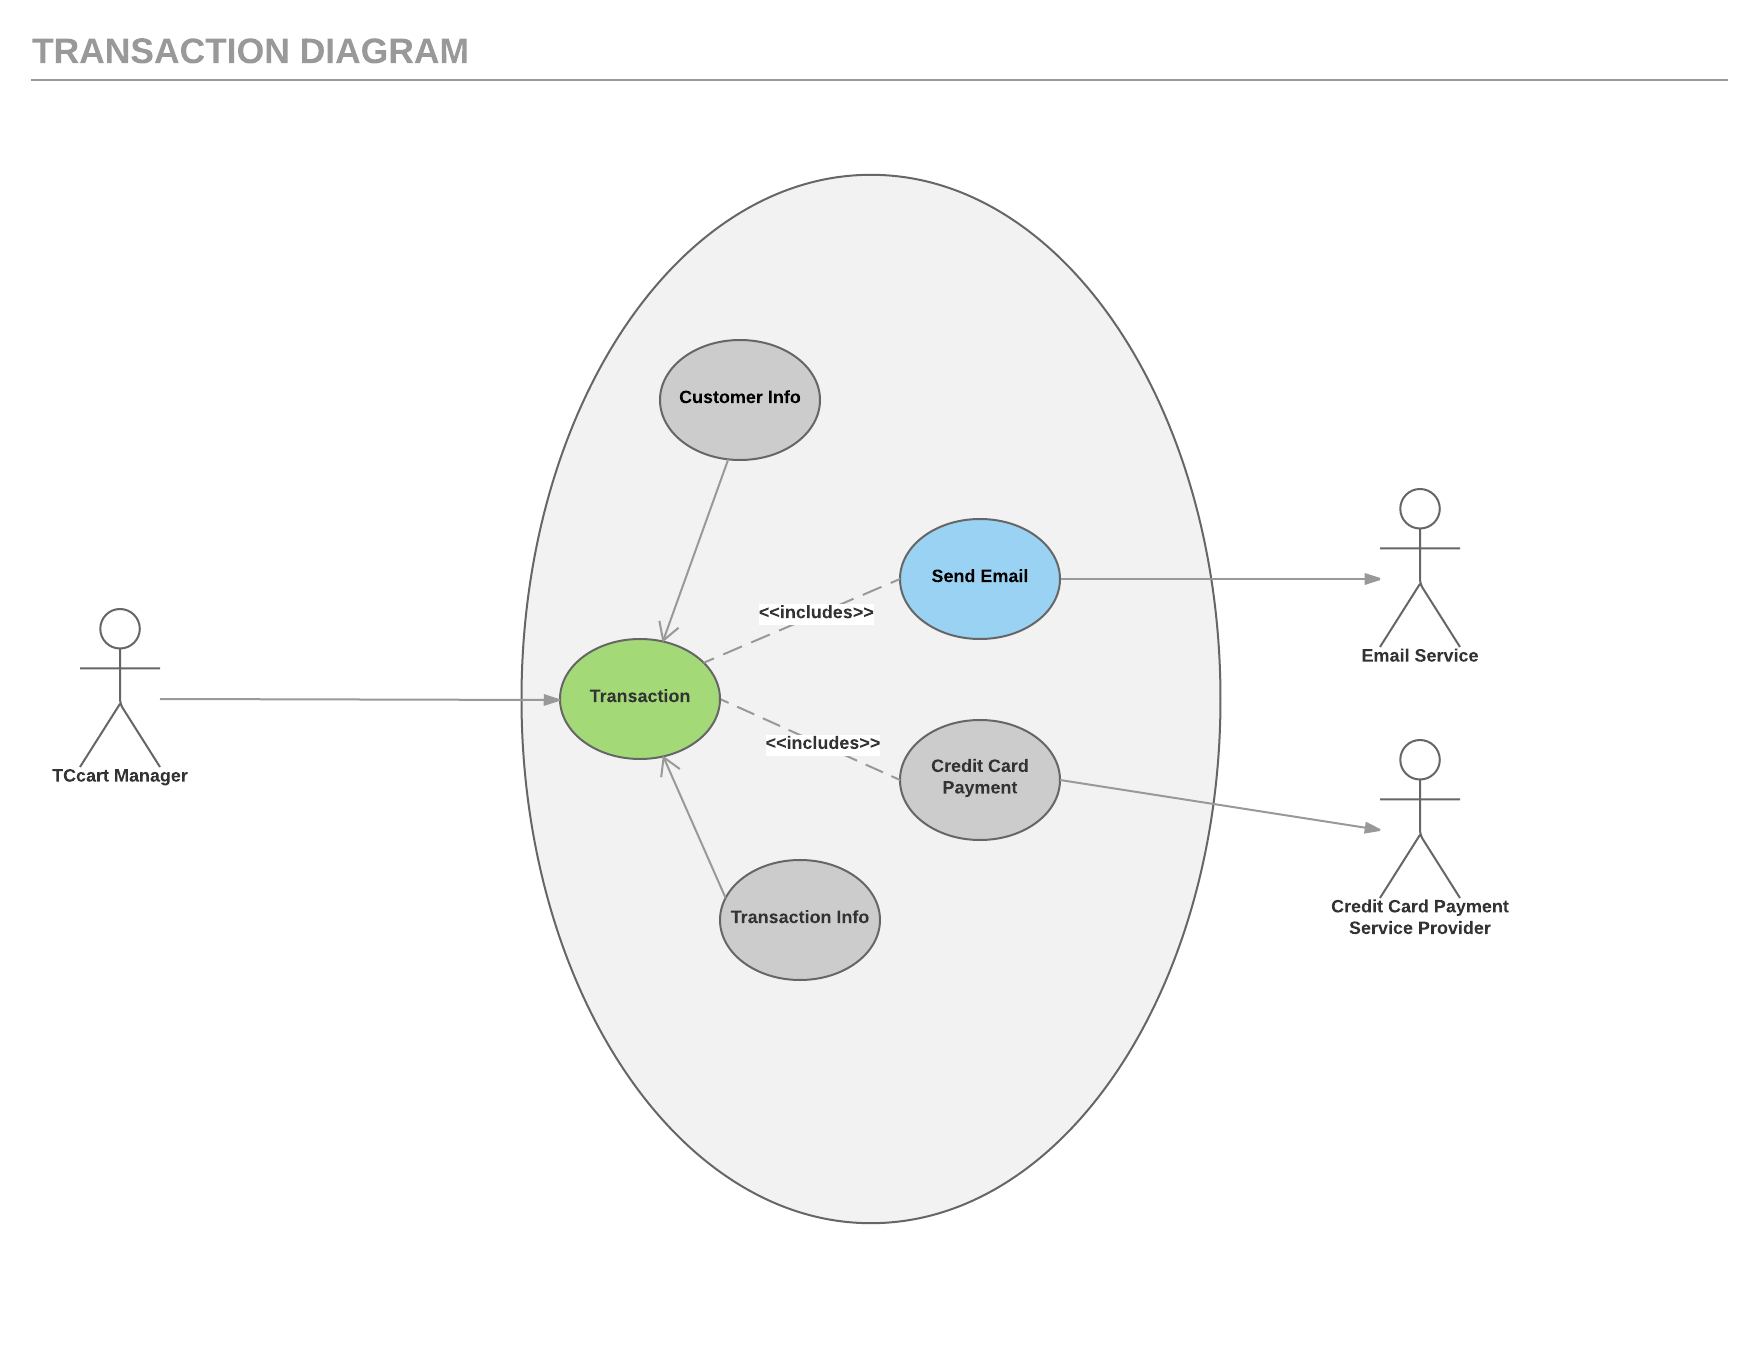 TRANSACTION DIAGRAM
Customer Info
Send Email
<<includes>>
Email Service
Transaction
<<includes>>
TCcart Manager
Credit Card
Payment
Transaction Info
Credit Card Payment
Service Provider